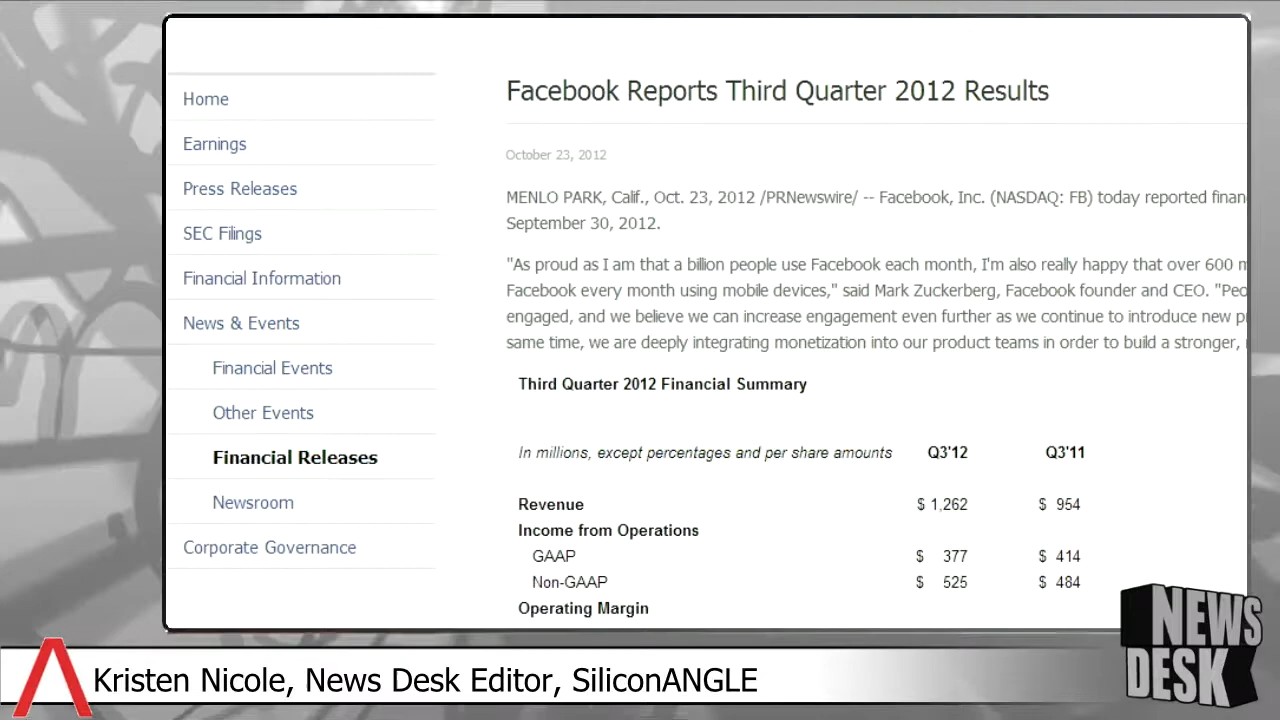 Home
Earnings
Press Releases
SEC Filings
Financial Information
News & Events
Financial Events
Other Events
Financial Releases
Newsroom
Corporate Governance
Facebook Reports Third Quarter 2012 Results
October 23, 2012
MENLO PARK, Calif., Oct. 23, 2012 /PRNewswire/ -- Facebook, Inc. (NASDAQ: FB) today reported
September 30, 2012.
"As proud as I am that a billion people use Facebook each month, I'm also really happy that over 600
Facebook every month using mobile devices," said Mark Zuckerberg, Facebook founder and CEO.
engaged, and we believe we can increase engagement even further as we continue to introduce new
same time, we are deeply integrating monetization into our product teams in order to build a stronger,
Third Quarter 2012 Financial Summary
In millions, except percentages and per share amounts Q3'12 Q3'11
Revenue $ 1,262 $ 954
Income from Operations
GAAP $ 377 $ 414
Non-GAAP $ 525 $ 484
Operating Margin
NEWS
DESK
Kristen Nicole, News Desk Editor, SiliconANGLE